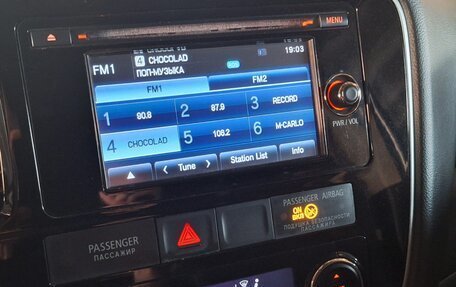 MENU
FM1
4 CHOCOLAD
ПОП-МУЗЫКА
RDS
19:03
FM1 FM2
1 90.8 2 87.9 3 RECORD
4 CHOCOLAD 5 106.2 6 M-CARLO
Tune Station List Info
PWR / VOL
PASSENGER
ПАССАЖИР
PASSENGER AIRBAG
ON
ПОДУШКА БЕЗОПАСНОСТИ
ПАССАЖИРА